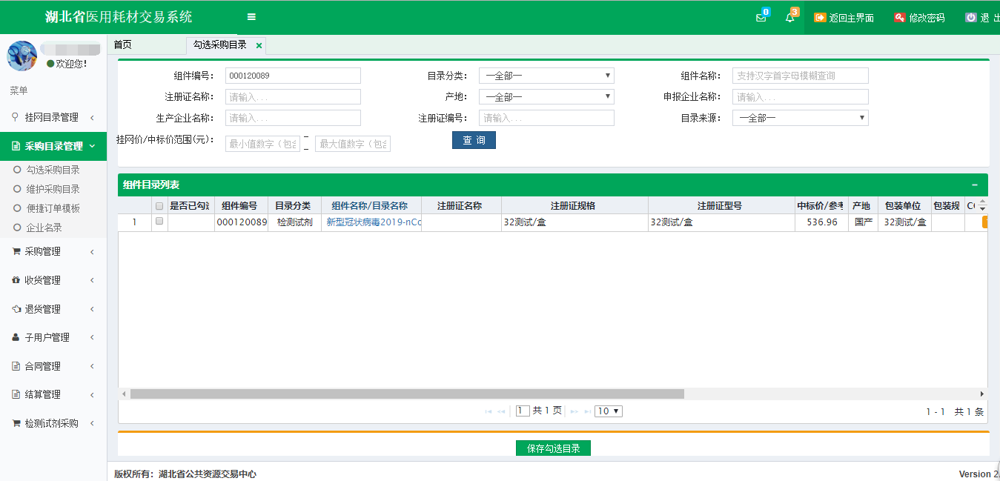 湖北省医用耗材交易系统
0
3
返回主界面
修改密码
退 出
欢迎您!
首页
勾选采购目录 ×
菜单
挂网目录管理
采购目录管理
勾选采购目录
维护采购目录
便捷订单模板
企业名录
采购管理
收货管理
退货管理
子用户管理
合同管理
结算管理
检测试剂采购
组件编号: 000120089
目录分类: —全部—
组件名称: 支持汉字首字母模糊查询
注册证名称: 请输入...
产地: —全部—
申报企业名称: 请输入...
生产企业名称: 请输入...
注册证编号: 请输入...
目录来源: —全部—
挂网价/中标价范围(元): 最小值数字（包含 — 最大值数字（包含
查 询
组件目录列表
是否已勾选 组件编号 目录分类 组件名称/目录名称 注册证名称 注册证规格 注册证型号 中标价/参考 产地 包装单位 包装规
1 000120089 检测试剂 新型冠状病毒2019-nCo 32测试/盒 32测试/盒 536.96 国产 32测试/盒
1 共 1 页 10
1 - 1 共 1 条
保存勾选目录
版权所有: 湖北省公共资源交易中心
Version 2.